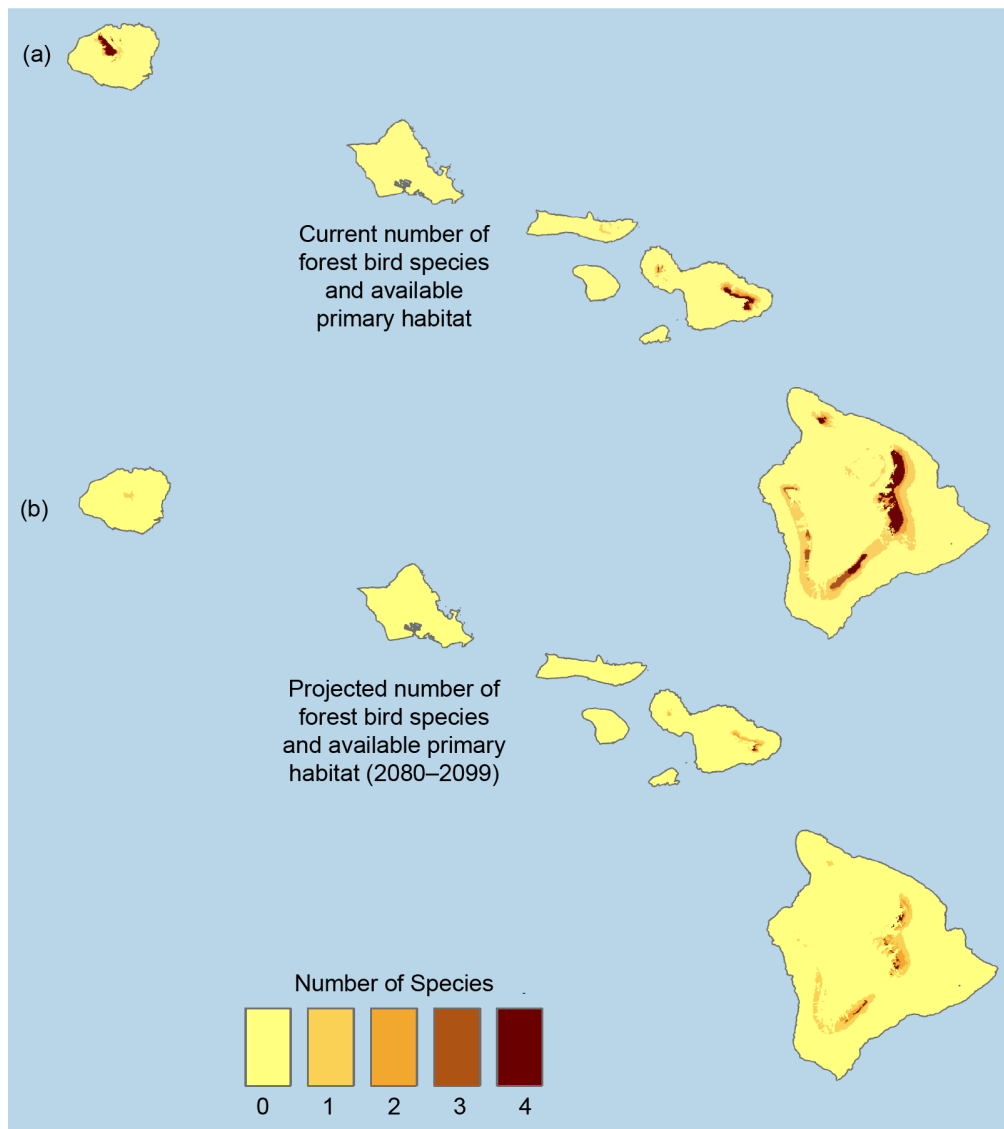 (a)
Current number of
forest bird species
and available
primary habitat
(b)
Projected number of
forest bird species
and available primary
habitat (2080–2099)
Number of Species
0 1 2 3 4